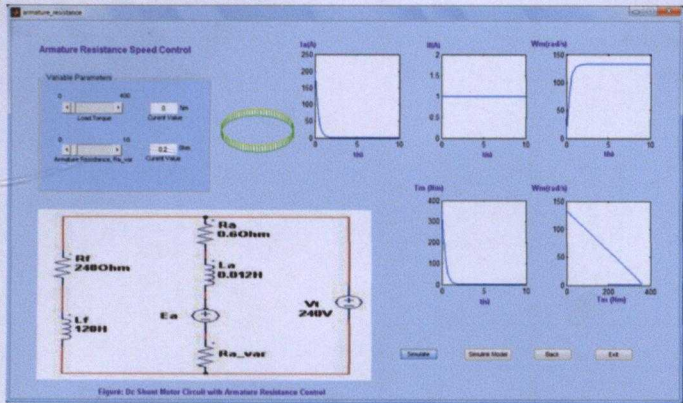 armature_resistance
Armature Resistance Speed Control
Variable Parameters
0 400
Load Torque
0 Nm
Current Value
0 10
Armature Resistance, Ra_var
0.2 Ohm
Current Value
Ia(A)
250
200
150
100
50
0
0 5 10
t(s)
If(A)
2
1.5
1
0.5
0
0 5 10
t(s)
Wm(rad/s)
150
100
50
0
0 5 10
t(s)
Tm (Nm)
400
300
200
100
0
0 5 10
t(s)
Wm(rad/s)
150
100
50
0
0 200 400
Tm (Nm)
Rf
240Ohm
Lf
120H
Ra
0.6Ohm
La
0.012H
Ea
Ra_var
Vt
240V
Simulate
Simulink Model
Back
Exit
Figure: Dc Shunt Motor Circuit with Armature Resistance Control